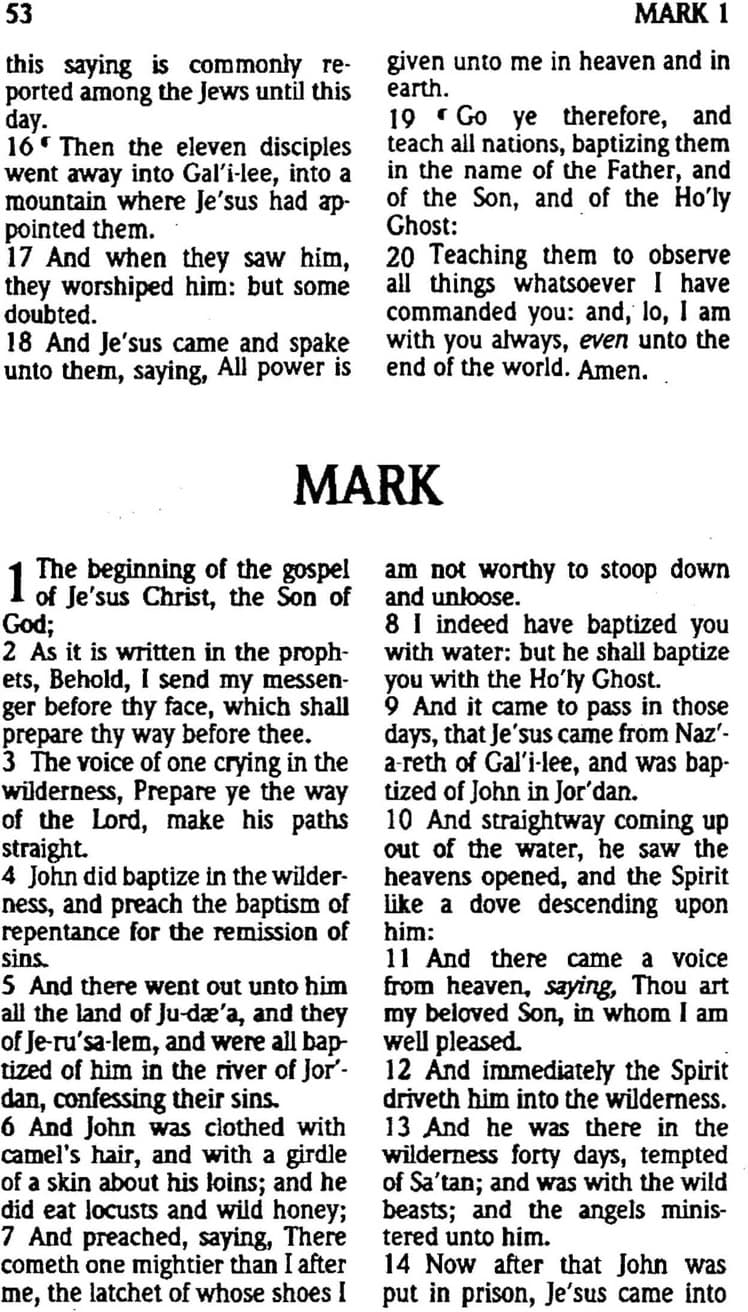 53
MARK 1
this saying is commonly re-
ported among the Jews until this
day.
16 ⸢ Then the eleven disciples
went away into Gal′i-lee, into a
mountain where Je′sus had ap-
pointed them.
17 And when they saw him,
they worshiped him: but some
doubted.
18 And Je′sus came and spake
unto them, saying, All power is
given unto me in heaven and in
earth.
19 ⸢ Go ye therefore, and
teach all nations, baptizing them
in the name of the Father, and
of the Son, and of the Ho′ly
Ghost:
20 Teaching them to observe
all things whatsoever I have
commanded you: and, lo, I am
with you always, even unto the
end of the world. Amen.
MARK
1 The beginning of the gospel
of Je′sus Christ, the Son of
God;
2 As it is written in the proph-
ets, Behold, I send my messen-
ger before thy face, which shall
prepare thy way before thee.
3 The voice of one crying in the
wilderness, Prepare ye the way
of the Lord, make his paths
straight.
4 John did baptize in the wilder-
ness, and preach the baptism of
repentance for the remission of
sins.
5 And there went out unto him
all the land of Ju-dæ′a, and they
of Je-ru′sa-lem, and were all bap-
tized of him in the river of Jor′-
dan, confessing their sins.
6 And John was clothed with
camel's hair, and with a girdle
of a skin about his loins; and he
did eat locusts and wild honey;
7 And preached, saying, There
cometh one mightier than I after
me, the latchet of whose shoes I
am not worthy to stoop down
and unloose.
8 I indeed have baptized you
with water: but he shall baptize
you with the Ho′ly Ghost.
9 And it came to pass in those
days, that Je′sus came from Naz′-
a-reth of Gal′i-lee, and was bap-
tized of John in Jor′dan.
10 And straightway coming up
out of the water, he saw the
heavens opened, and the Spirit
like a dove descending upon
him:
11 And there came a voice
from heaven, saying, Thou art
my beloved Son, in whom I am
well pleased.
12 And immediately the Spirit
driveth him into the wilderness.
13 And he was there in the
wilderness forty days, tempted
of Sa′tan; and was with the wild
beasts; and the angels minis-
tered unto him.
14 Now after that John was
put in prison, Je′sus came into